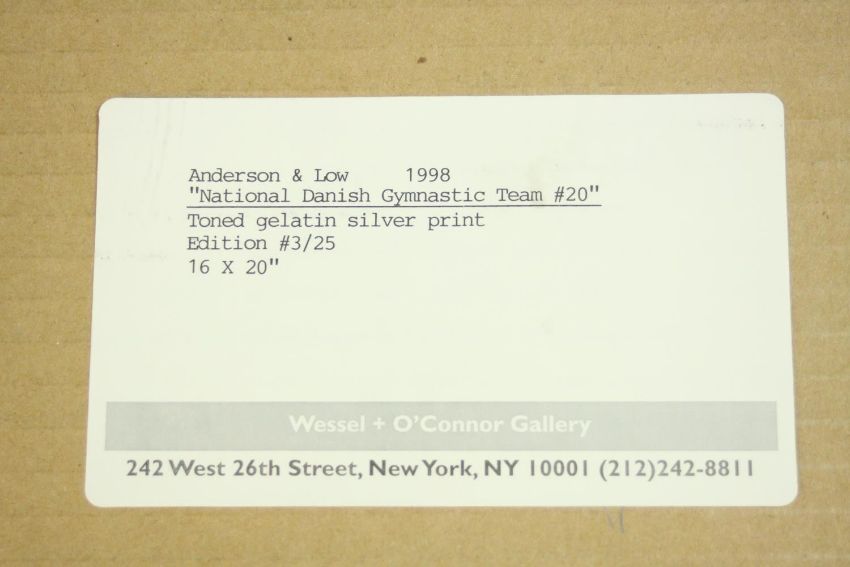 Anderson & Low 1998
"National Danish Gymnastic Team #20"
Toned gelatin silver print
Edition #3/25
16 X 20"
Wessel + O'Connor Gallery
242 West 26th Street, New York, NY 10001 (212)242-8811